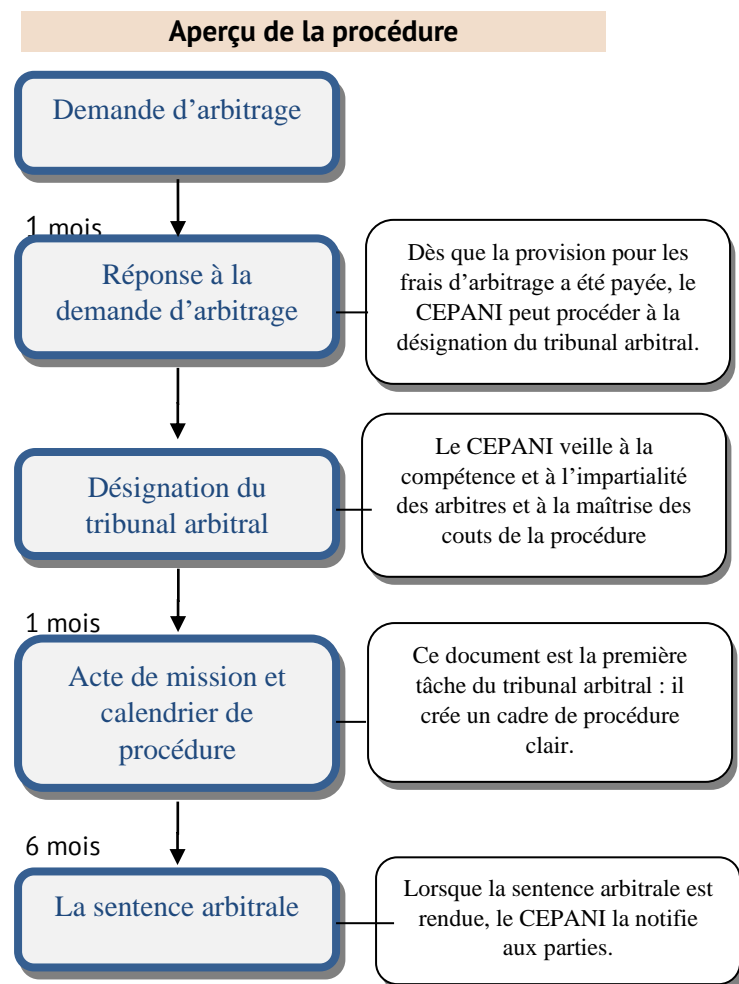 Aperçu de la procédure
Demande d’arbitrage
1 mois
Réponse à la
demande d’arbitrage
Dès que la provision pour les
frais d’arbitrage a été payée, le
CEPANI peut procéder à la
désignation du tribunal arbitral.
Désignation du
tribunal arbitral
Le CEPANI veille à la
compétence et à l’impartialité
des arbitres et à la maîtrise des
couts de la procédure
1 mois
Acte de mission et
calendrier de
procédure
Ce document est la première
tâche du tribunal arbitral : il
crée un cadre de procédure
clair.
6 mois
La sentence arbitrale
Lorsque la sentence arbitrale est
rendue, le CEPANI la notifie
aux parties.